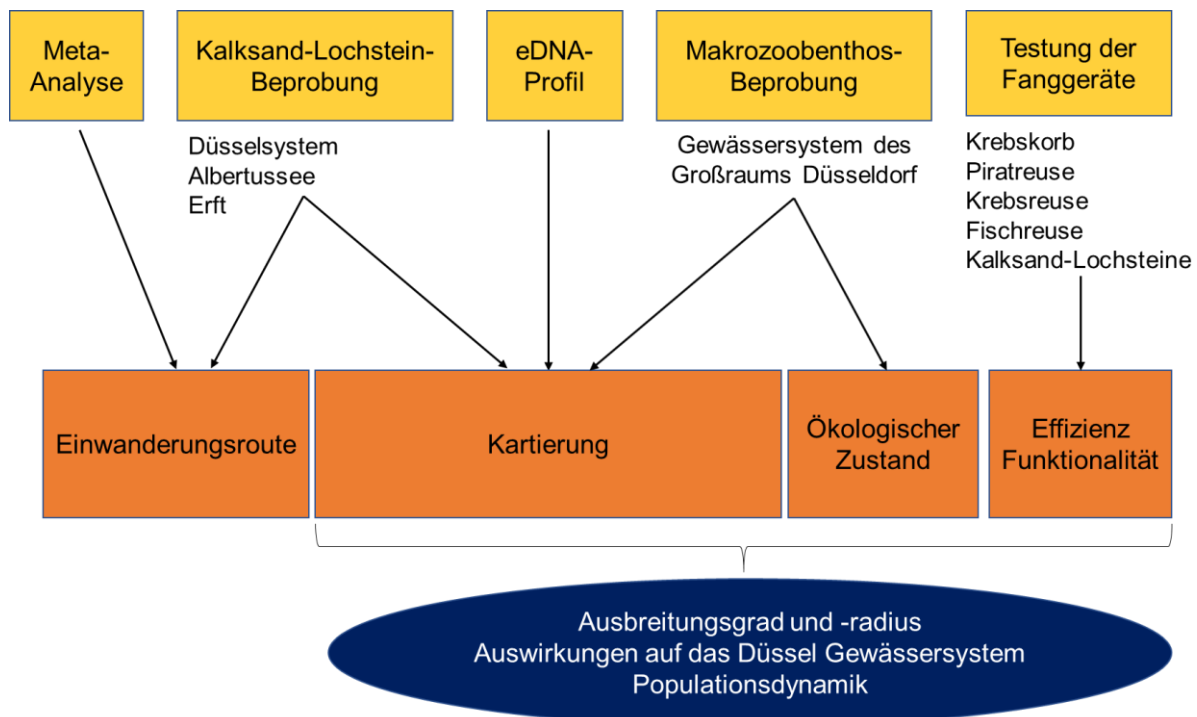 Meta-
Analyse
Kalksand-Lochstein-
Beprobung
eDNA-
Profil
Makrozoobenthos-
Beprobung
Testung der
Fanggeräte
Düsselsystem
Albertussee
Erft
Gewässersystem des
Großraums Düsseldorf
Krebskorb
Piratreuse
Krebsreuse
Fischreuse
Kalksand-Lochsteine
Einwanderungsroute
Kartierung
Ökologischer
Zustand
Effizienz
Funktionalität
Ausbreitungsgrad und -radius
Auswirkungen auf das Düssel Gewässersystem
Populationsdynamik